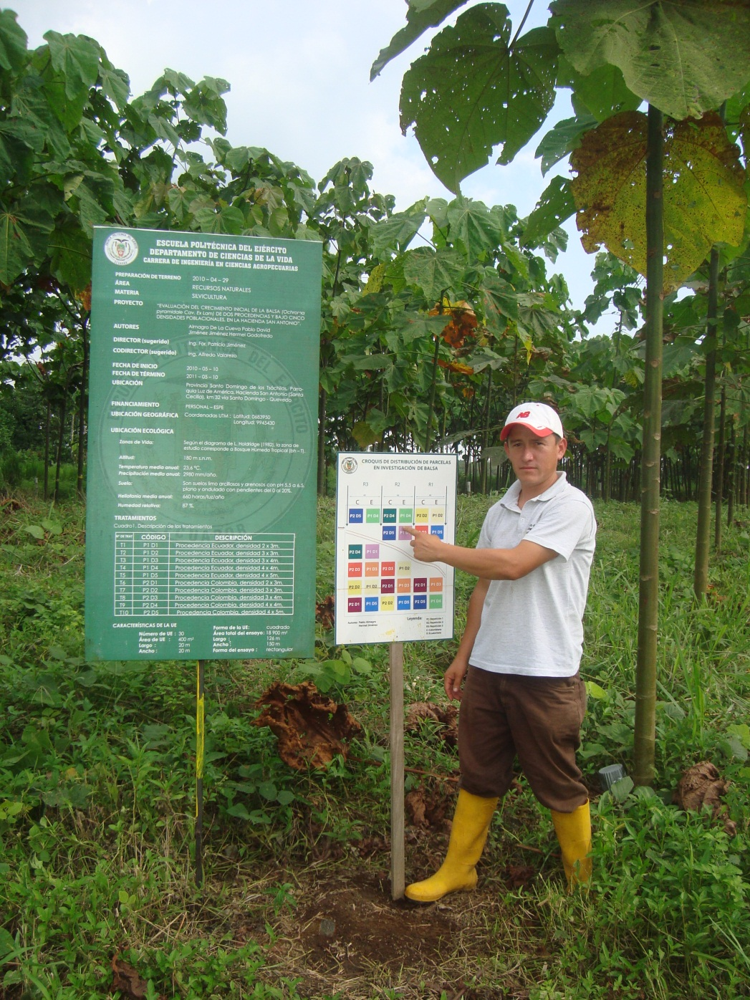 ESCUELA POLITÉCNICA DEL EJÉRCITO
DEPARTAMENTO DE CIENCIAS DE LA VIDA
CARRERA DE INGENIERÍA EN CIENCIAS AGROPECUARIAS
PREPARACIÓN DE TERRENO 2010 – 04 – 29
ÁREA RECURSOS NATURALES
MATERIA SILVICULTURA
PROYECTO "EVALUACIÓN DEL CRECIMIENTO INICIAL DE LA BALSA (Ochroma
pyramidale Cav. Ex Lam) DE DOS PROCEDENCIAS Y BAJO CINCO
DENSIDADES POBLACIONALES, EN LA HACIENDA SAN ANTONIO".
AUTORES Almagro De La Cueva Pablo David
Jiménez Jiménez Hermel Godofredo
DIRECTOR (sugerido) Ing. For. Patricio Jiménez
CODIRECTOR (sugerido) Ing. Alfredo Valarezo
FECHA DE INICIO 2010 – 05 – 10
FECHA DE TÉRMINO 2011 – 05 – 10
UBICACIÓN Provincia Santo Domingo de los Tsáchilas, Parro-
quia Luz de América, Hacienda San Antonio (Santa
Cecilia), km 32 vía Santo Domingo - Quevedo.
FINANCIAMIENTO PERSONAL – ESPE
UBICACIÓN GEOGRÁFICA Coordenadas UTM : Latitud: 0683950
Longitud: 9945430
UBICACIÓN ECOLÓGICA
Zonas de Vida: Según el diagrama de L. Holdridge (1982), la zona de
estudio corresponde a Bosque Húmedo Tropical (bh – T).
Altitud: 180 m s.n.m.
Temperatura media anual: 23,6 °C.
Precipitación media anual: 2980 mm/año.
Suelo: Son suelos limo arcillosos y arenosos con pH 5.5 a 6.5.
plano y ondulado con pendientes del 0 al 20%.
Heliofanía media anual: 660 horas/luz/año
Humedad relativa: 87 %.
TRATAMIENTOS
Cuadro1. Descripción de los tratamientos
Nº DE TRAT CÓDIGO DESCRIPCIÓN
T1 P1 D1 Procedencia Ecuador, densidad 2 x 3m.
T2 P1 D2 Procedencia Ecuador, densidad 3 x 3m.
T3 P1 D3 Procedencia Ecuador, densidad 3 x 4m.
T4 P1 D4 Procedencia Ecuador, densidad 4 x 4m.
T5 P1 D5 Procedencia Ecuador, densidad 4 x 5m.
T6 P2 D1 Procedencia Colombia, densidad 2 x 3m.
T7 P2 D2 Procedencia Colombia, densidad 3 x 3m.
T8 P2 D3 Procedencia Colombia, densidad 3 x 4m.
T9 P2 D4 Procedencia Colombia, densidad 4 x 4m.
T10 P2 D5 Procedencia Colombia, densidad 4 x 5m.
CARACTERÍSTICAS DE LA UE
Número de UE : 30
Área de UE : 400 m²
Largo : 20 m
Ancho : 20 m
Forma de la UE: cuadrado
Área total del ensayo: 18 900 m²
Largo : 126 m
Ancho : 150 m
Forma del ensayo : rectangular
CROQUIS DE DISTRIBUCIÓN DE PARCELAS
EN INVESTIGACIÓN DE BALSA
R3 R2 R1
C E C E C E
P2 D5 P1 D4 P2 D4 P1 D4 P2 D2 P1 D2
P2 D5 P1 P1 D5
P2 D4 P1 D1
P2 D3 P1 D3 P2 D3 P1 D2
P2 D2 P1 D2 P2 D1 P1 D3 P2 D1 P1 D3
P2 D1 P1 D5 P2 D2 P1 D5 P2 D5 P1 D4
Autores: Pablo Almagro
Hermel Jiménez
Leyenda:
R1: Repetición 1
R2: Repetición 2
R3: Repetición 3
C: Colombiana
E: Ecuatoriana
NB